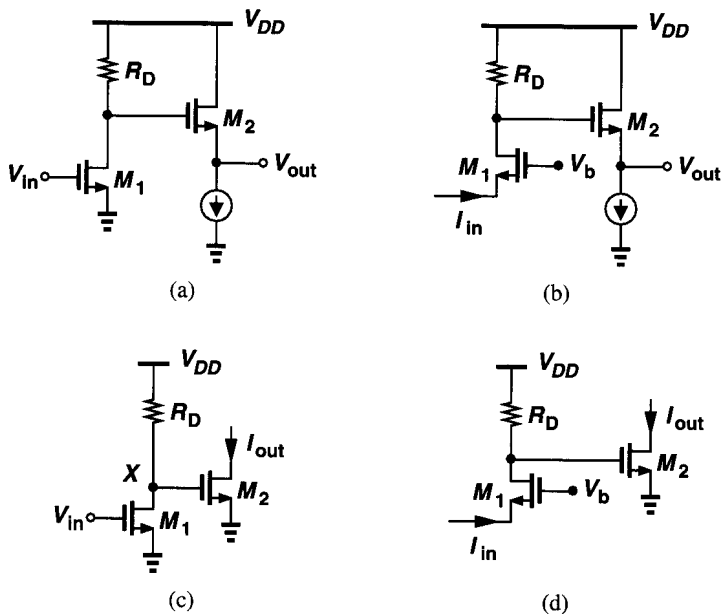 V_DD
R_D
M_2
V_in
M_1
V_out
(a)
V_DD
R_D
M_2
M_1
V_b
V_out
I_in
(b)
V_DD
R_D
I_out
X
M_2
V_in
M_1
(c)
V_DD
R_D
I_out
M_2
M_1
V_b
I_in
(d)